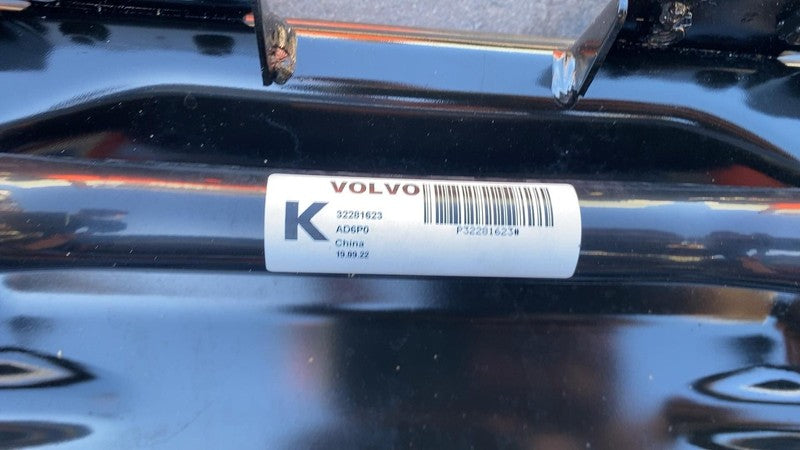 VOLVO
K
32281623
AD6P0
China
19.09.22
P32281623#